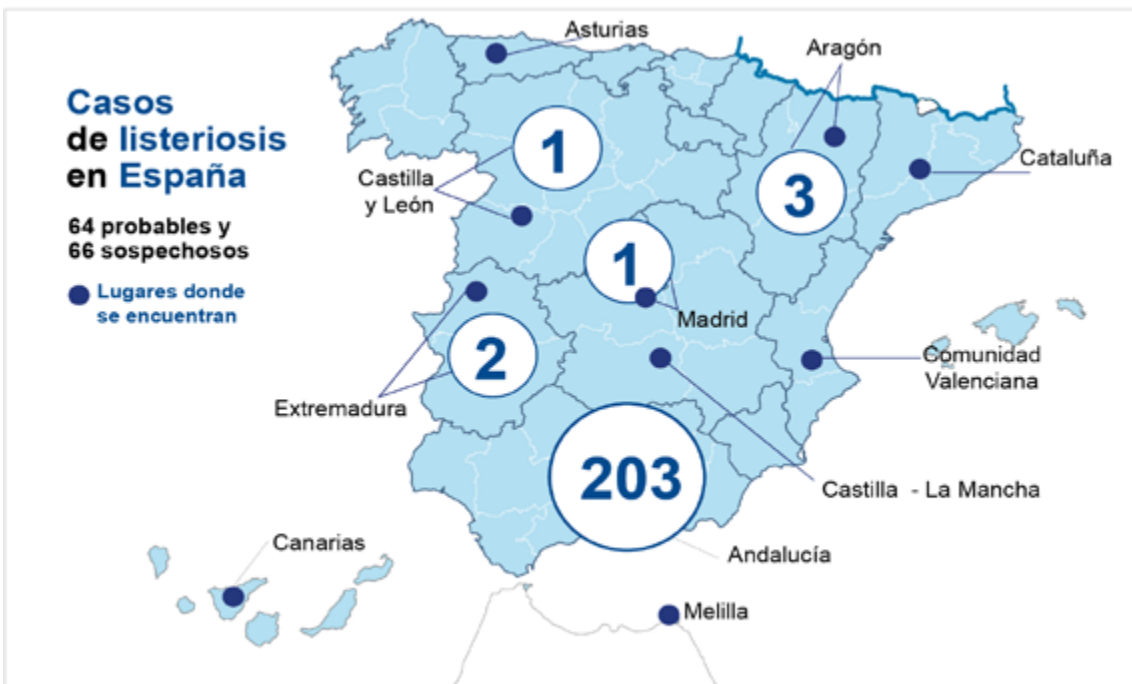 Casos
de listeriosis
en España
64 probables y
66 sospechosos
Lugares donde
se encuentran
Asturias
Aragón
1
Castilla
y León
3
Cataluña
1
Madrid
2
Extremadura
Comunidad
Valenciana
203
Castilla - La Mancha
Andalucía
Canarias
Melilla